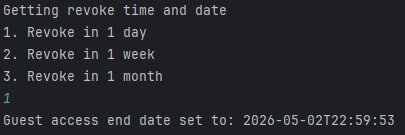 Getting revoke time and date
1. Revoke in 1 day
2. Revoke in 1 week
3. Revoke in 1 month
1
Guest access end date set to: 2026-05-02T22:59:53